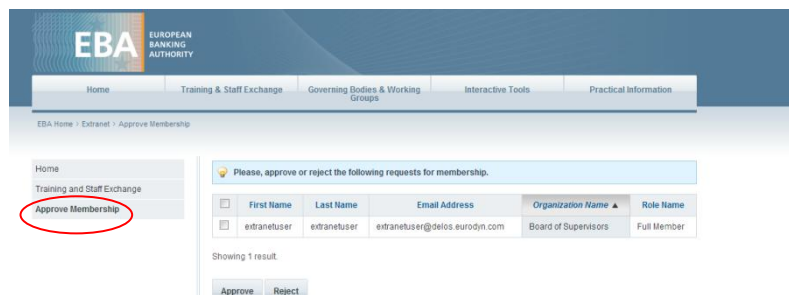 EBA EUROPEAN
BANKING
AUTHORITY
Home Training & Staff Exchange Governing Bodies & Working Groups Interactive Tools Practical Information
EBA Home > Extranet > Approve Membership
Home
Training and Staff Exchange
Approve Membership
Please, approve or reject the following requests for membership.
First Name Last Name Email Address Organization Name ▲ Role Name
extranetuser extranetuser extranetuser@delos.eurodyn.com Board of Supervisors Full Member
Showing 1 result.
Approve Reject